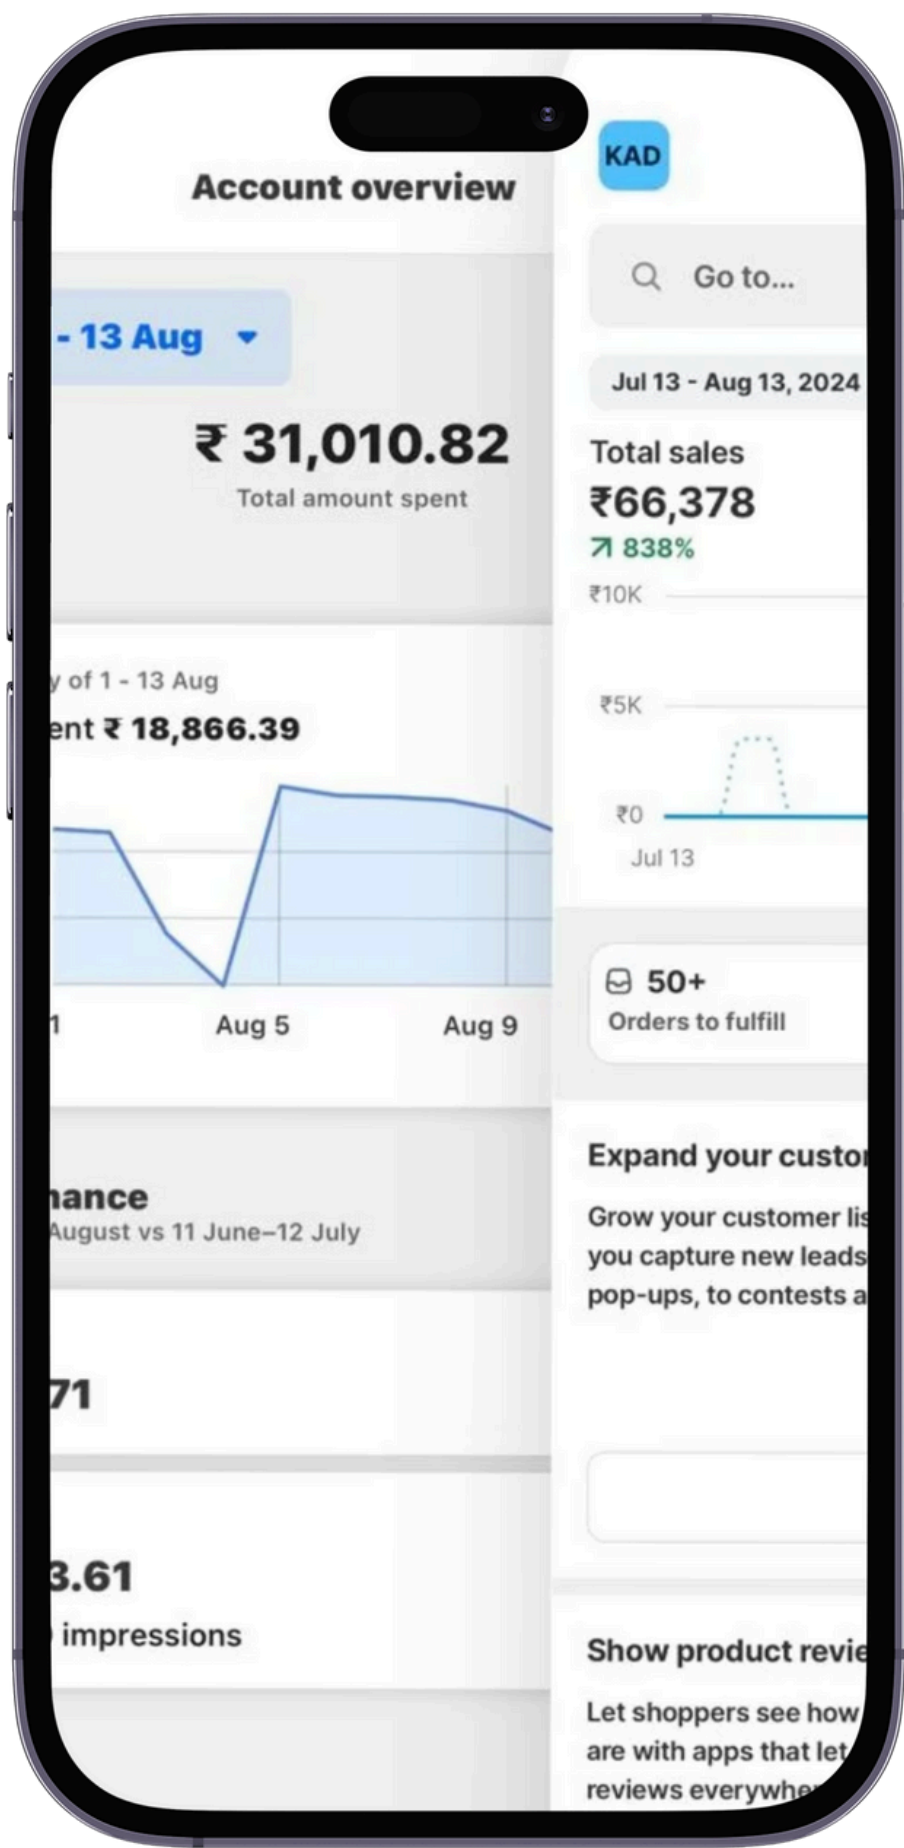 Account overview
- 13 Aug
₹ 31,010.82
Total amount spent
y of 1 - 13 Aug
ent ₹ 18,866.39
1
Aug 5
Aug 9
nance
August vs 11 June–12 July
71
3.61
impressions
KAD
Go to...
Jul 13 - Aug 13, 2024
Total sales
₹66,378
838%
₹10K
₹5K
₹0
Jul 13
50+
Orders to fulfill
Expand your custo
Grow your customer lis
you capture new leads
pop-ups, to contests a
Show product revie
Let shoppers see how
are with apps that let
reviews everywhe